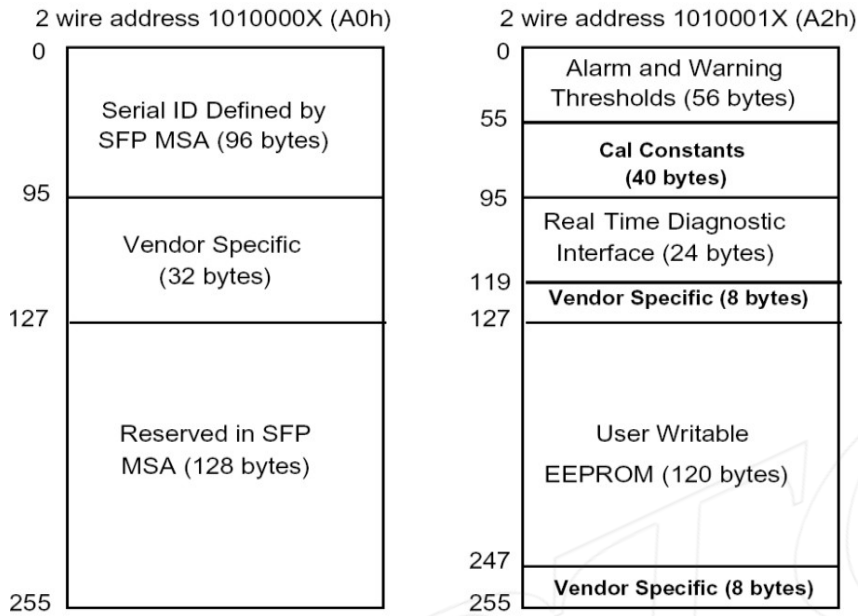 2 wire address 1010000X (A0h)
0
Serial ID Defined by
SFP MSA (96 bytes)
95
Vendor Specific
(32 bytes)
127
Reserved in SFP
MSA (128 bytes)
255
2 wire address 1010001X (A2h)
0
Alarm and Warning
Thresholds (56 bytes)
55
Cal Constants
(40 bytes)
95
Real Time Diagnostic
Interface (24 bytes)
119
Vendor Specific (8 bytes)
127
User Writable
EEPROM (120 bytes)
247
Vendor Specific (8 bytes)
255